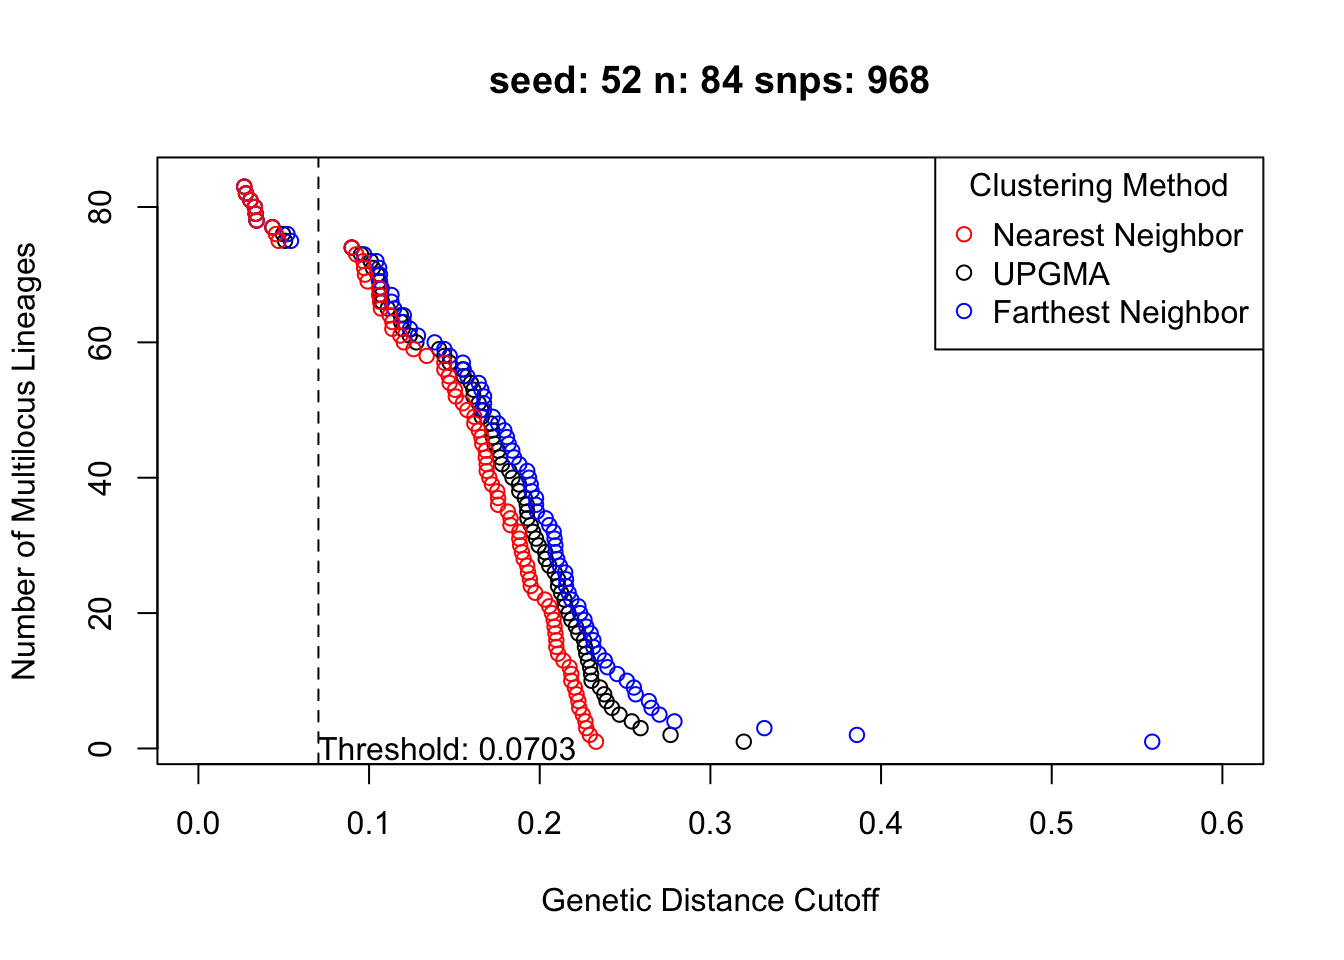 seed: 52 n: 84 snps: 968
Clustering Method
Nearest Neighbor
UPGMA
Farthest Neighbor
Number of Multilocus Lineages
80
60
40
20
0
Threshold: 0.0703
0.0 0.1 0.2 0.3 0.4 0.5 0.6
Genetic Distance Cutoff